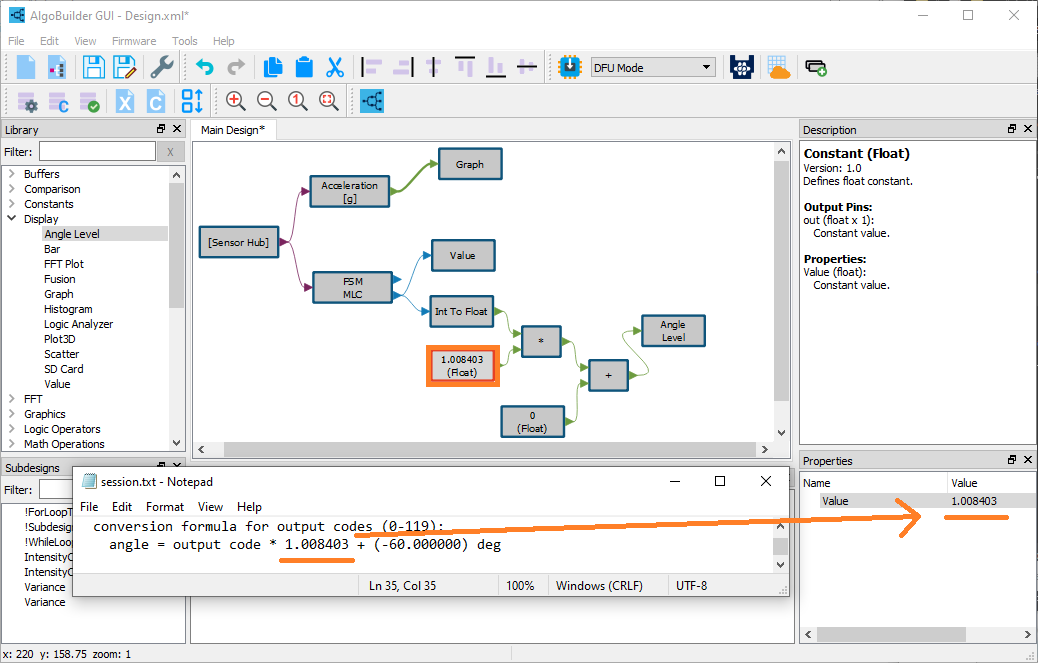 AlgoBuilder GUI - Design.xml*
File Edit View Firmware Tools Help
DFU Mode
Library
Filter:
X
Buffers
Comparison
Constants
Display
Angle Level
Bar
FFT Plot
Fusion
Graph
Histogram
Logic Analyzer
Plot3D
Scatter
SD Card
Value
FFT
Graphics
Logic Operators
Math Operations
Main Design*
[Sensor Hub]
Acceleration
[g]
Graph
FSM
MLC
Value
Int To Float
1.008403
(Float)
*
0
(Float)
+
Angle
Level
Description
Constant (Float)
Version: 1.0
Defines float constant.
Output Pins:
out (float x 1):
Constant value.
Properties:
Value (float):
Constant value.
Subdesigns
Filter:
!ForLoopT
!Subdesig
!WhileLoop
IntensityC
IntensityC
Variance
Variance
session.txt - Notepad
File Edit Format View Help
conversion formula for output codes (0-119):
angle = output code * 1.008403 + (-60.000000) deg
Ln 35, Col 35 100% Windows (CRLF) UTF-8
Properties
Name Value
Value 1.008403
x: 220 y: 158.75 zoom: 1